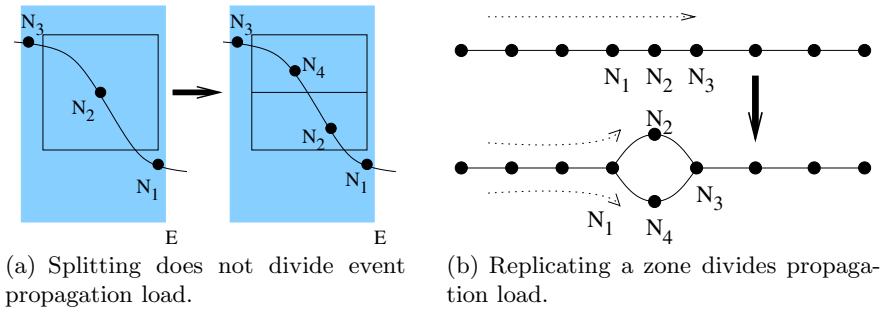 N3
N3
N4
N2
N2
N1
N1
E
E
(a) Splitting does not divide event
propagation load.
N1 N2 N3
N2
N1
N3
N4
(b) Replicating a zone divides propaga-
tion load.